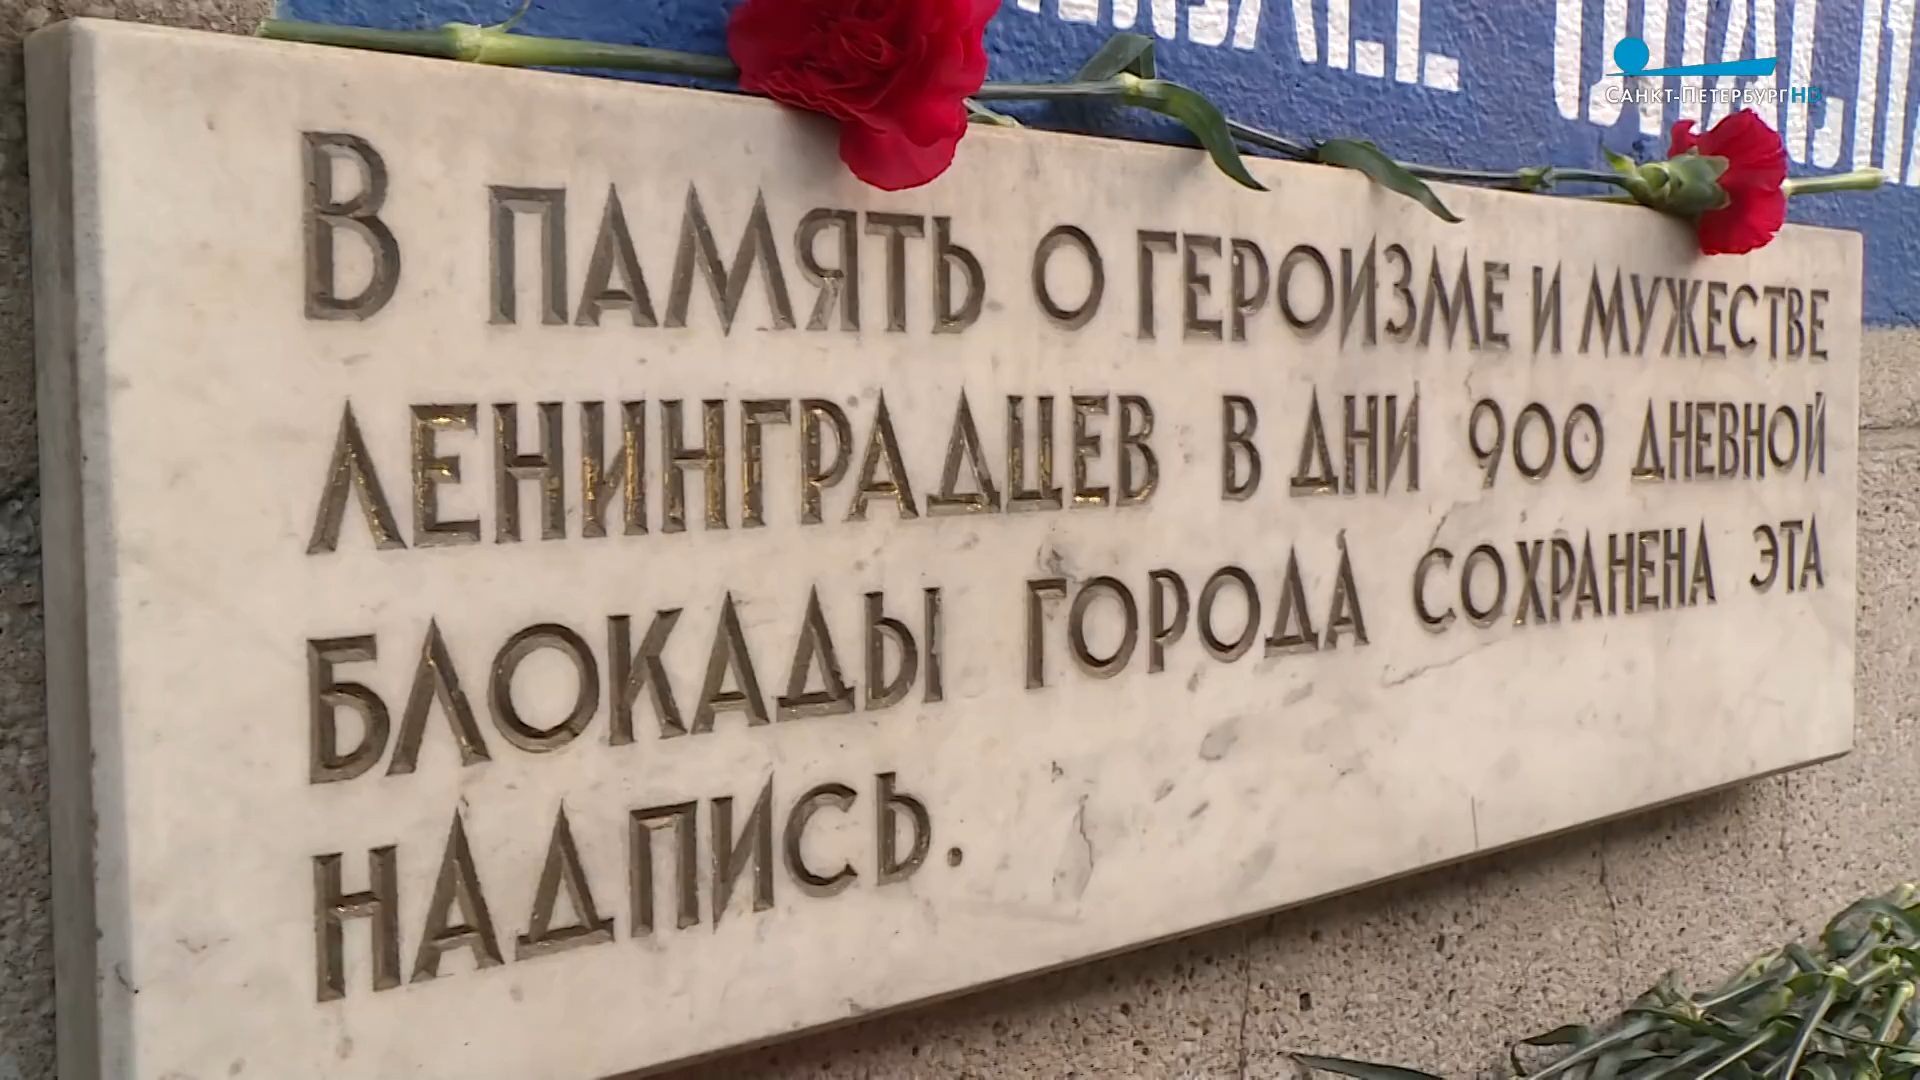 САНКТ-ПЕТЕРБУРГ HD
В ПАМЯТЬ О ГЕРОИЗМЕ И МУЖЕСТВЕ
ЛЕНИНГРАДЦЕВ В ДНИ 900 ДНЕВНОЙ
БЛОКАДЫ ГОРОДА СОХРАНЕНА ЭТА
НАДПИСЬ.